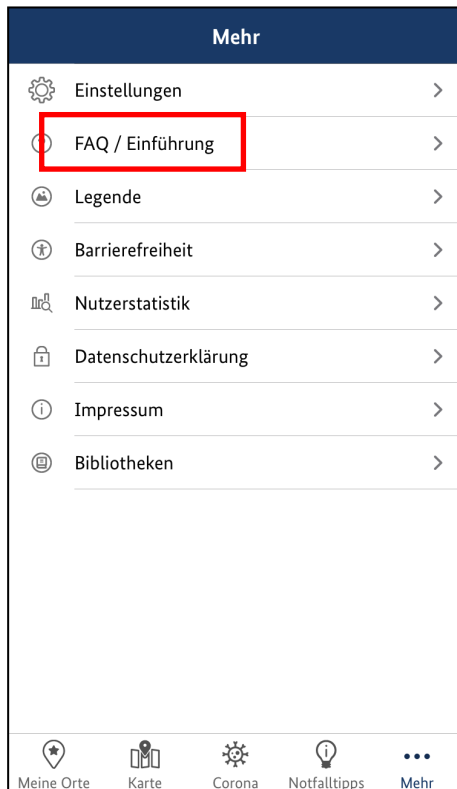 Mehr
Einstellungen
FAQ / Einführung
Legende
Barrierefreiheit
Nutzerstatistik
Datenschutzerklärung
Impressum
Bibliotheken
Meine Orte Karte Corona Notfalltipps Mehr